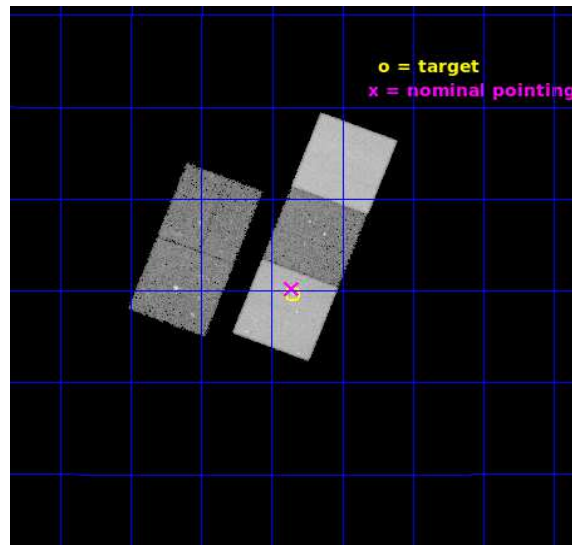 o = target
x = nominal pointing